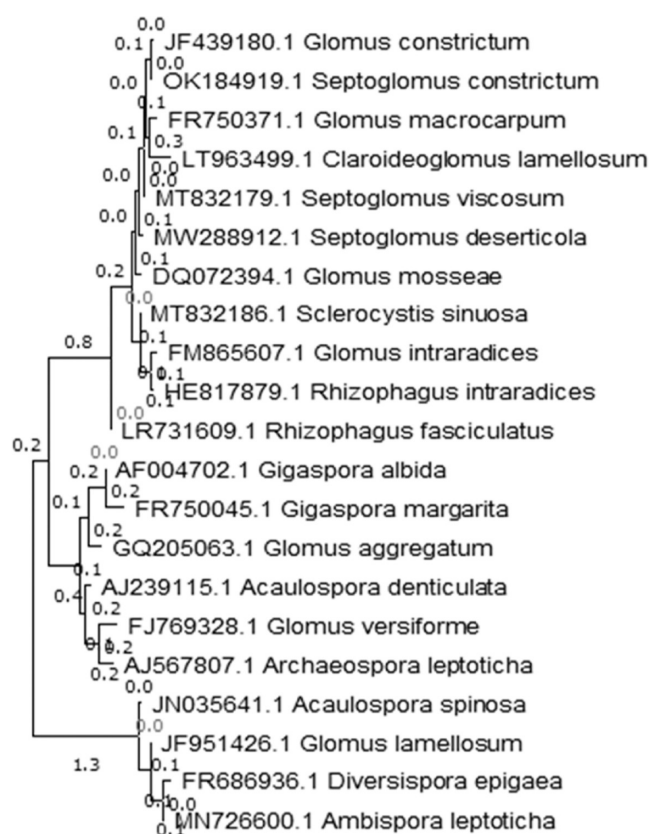 0.0
JF439180.1 Glomus constrictum
0.1
0.0
OK184919.1 Septoglomus constrictum
0.0
0.1
FR750371.1 Glomus macrocarpum
0.1
0.3
LT963499.1 Claroideoglomus lamellosum
0.0
0.0
0.0
MT832179.1 Septoglomus viscosum
0.0
0.1
MW288912.1 Septoglomus deserticola
0.1
0.2
DQ072394.1 Glomus mosseae
0.0
MT832186.1 Sclerocystis sinuosa
0.8
0.1
FM865607.1 Glomus intraradices
0.1
HE817879.1 Rhizophagus intraradices
0.1
0.0
LR731609.1 Rhizophagus fasciculatus
0.2
0.0
0.2
AF004702.1 Gigaspora albida
0.2
0.1
FR750045.1 Gigaspora margarita
0.2
GQ205063.1 Glomus aggregatum
0.1
AJ239115.1 Acaulospora denticulata
0.4
0.2
FJ769328.1 Glomus versiforme
0.2
AJ567807.1 Archaeospora leptoticha
0.2
0.0
JN035641.1 Acaulospora spinosa
0.0
JF951426.1 Glomus lamellosum
1.3
0.1
FR686936.1 Diversispora epigaea
0.1
0.0
MN726600.1 Ambispora leptoticha
0.1